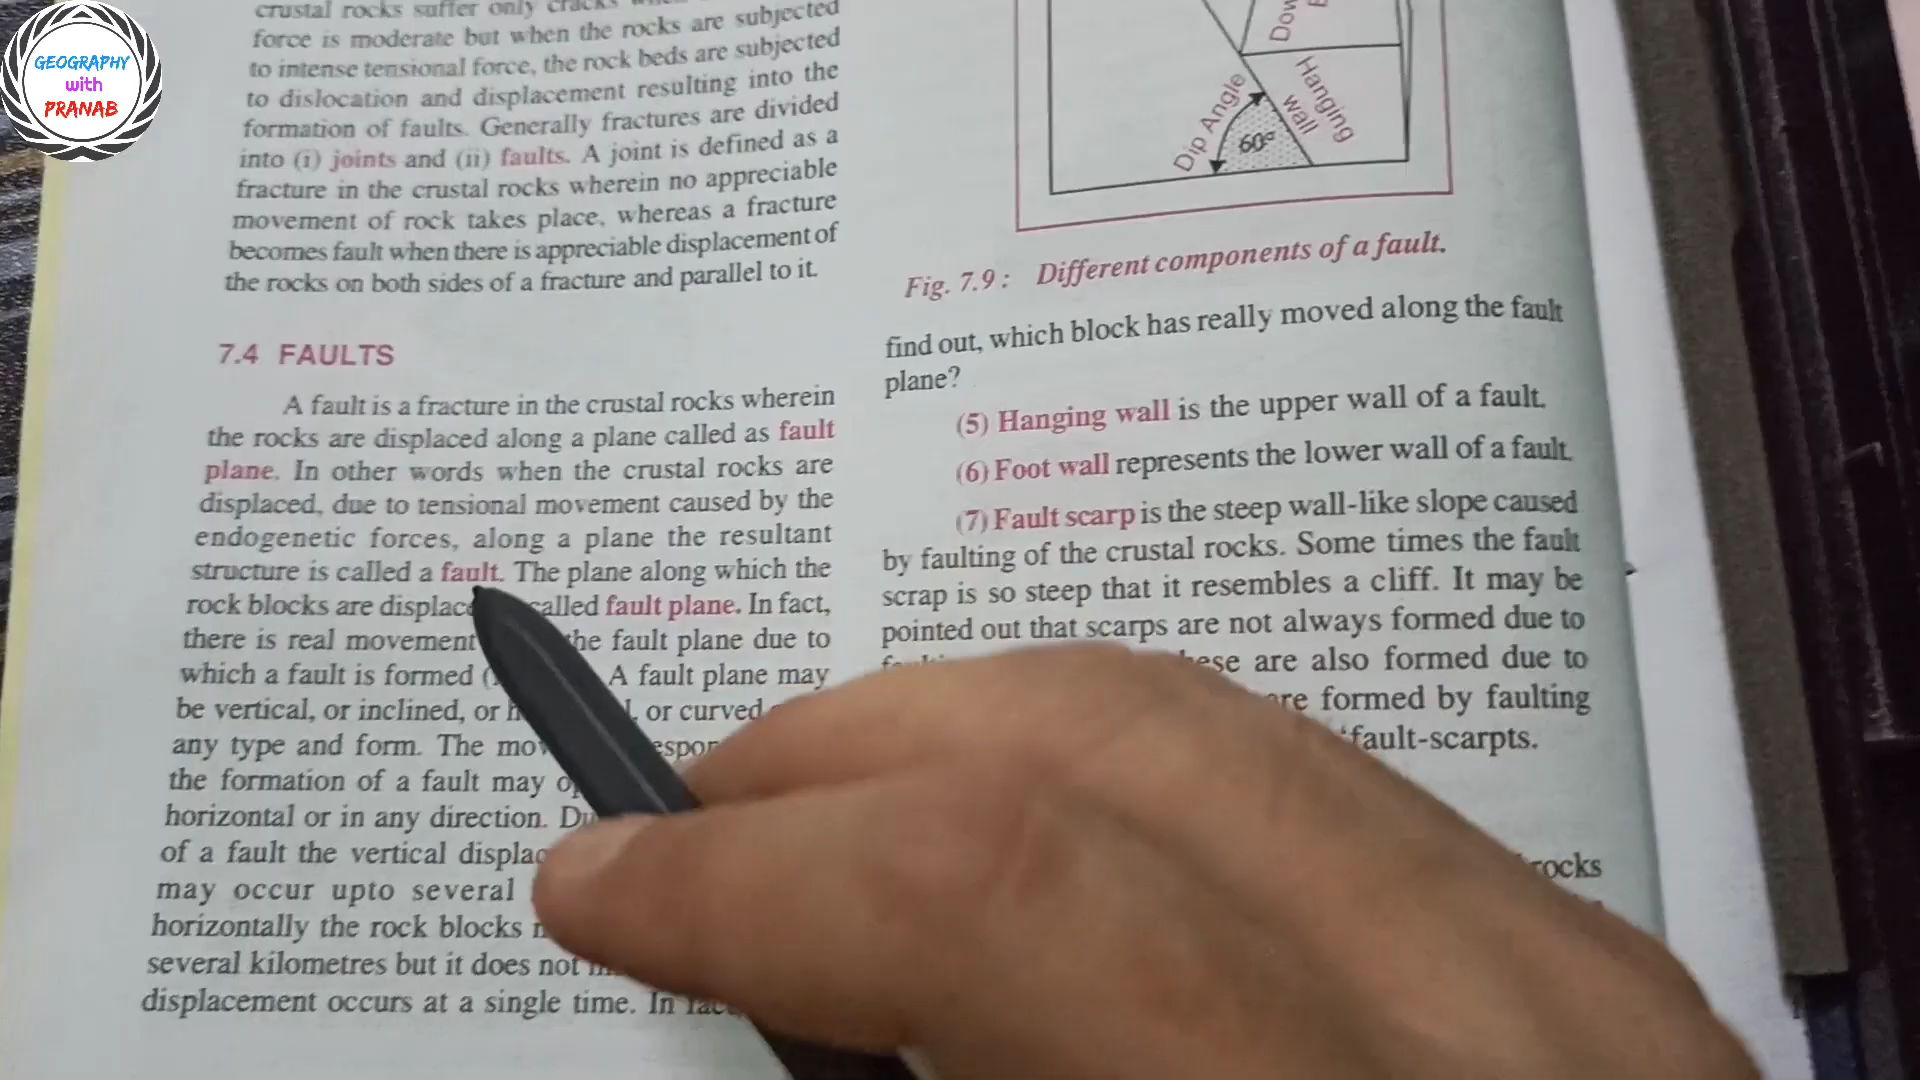 GEOGRAPHY
with
PRANAB
crustal rocks suffer only cracks
force is moderate but when the rocks are subjected
to intense tensional force, the rock beds are subjected
to dislocation and displacement resulting into the
formation of faults. Generally fractures are divided
into (i) joints and (ii) faults. A joint is defined as a
fracture in the crustal rocks wherein no appreciable
movement of rock takes place, whereas a fracture
becomes fault when there is appreciable displacement of
the rocks on both sides of a fracture and parallel to it.
7.4 FAULTS
A fault is a fracture in the crustal rocks wherein
the rocks are displaced along a plane called as fault
plane. In other words when the crustal rocks are
displaced, due to tensional movement caused by the
endogenetic forces, along a plane the resultant
structure is called a fault. The plane along which the
rock blocks are called fault plane. In fact,
there is real movement the fault plane due to
which a fault is formed A fault plane may
be vertical, or inclined, or or curved
any type and form. The
the formation of a fault may
horizontal or in any direction.
of a fault the vertical
may occur upto several
horizontally the rock blocks
several kilometres but it does not
displacement occurs at a single time. In
Dip Angle
60°
Hanging
wall
Fig. 7.9 : Different components of a fault.
find out, which block has really moved along the fault
plane?
(5) Hanging wall is the upper wall of a fault.
(6) Foot wall represents the lower wall of a fault.
(7) Fault scarp is the steep wall-like slope caused
by faulting of the crustal rocks. Some times the fault
scrap is so steep that it resembles a cliff. It may be
pointed out that scarps are not always formed due to
are also formed due to
formed by faulting
'fault-scarpts.
rocks